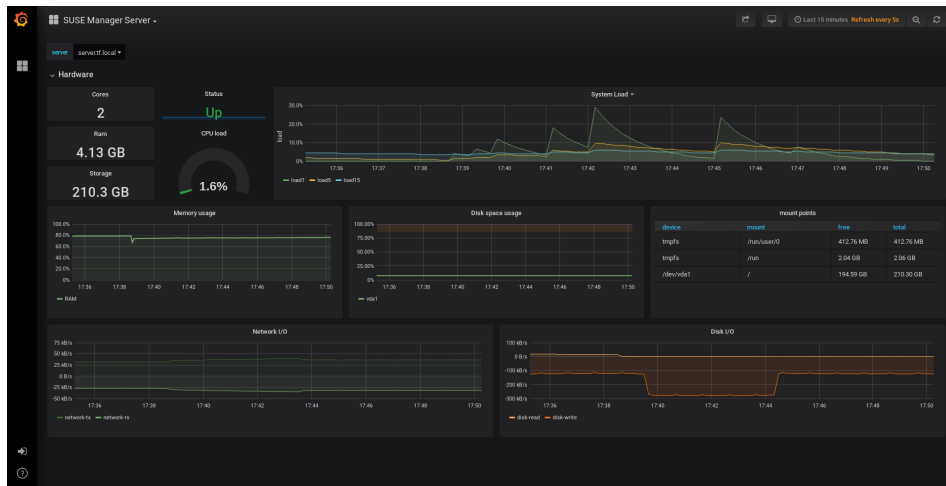 SUSE Manager Server
Last 15 minutes Refresh every 5s
server servertf.local
Hardware
Cores
2
Status
Up
System Load
30.0%
20.0%
10.0%
0%
load
17:36 17:37 17:38 17:39 17:40 17:41 17:42 17:43 17:44 17:45 17:46 17:47 17:48 17:49 17:50
load1 load5 load15
Ram
4.13 GB
CPU load
1.6%
Storage
210.3 GB
Memory usage
100.0%
80.0%
60.0%
40.0%
20.0%
0%
17:36 17:38 17:40 17:42 17:44 17:46 17:48 17:50
RAM
Disk space usage
100.00%
75.00%
50.00%
25.00%
0%
17:36 17:38 17:40 17:42 17:44 17:46 17:48 17:50
vda1
mount points
device mount free total
tmpfs /run/user/0 412.76 MB 412.76 MB
tmpfs /run 2.04 GB 2.06 GB
/dev/vda1 / 194.59 GB 210.30 GB
Network I/O
75 kB/s
50 kB/s
25 kB/s
0 B/s
-25 kB/s
-50 kB/s
17:36 17:38 17:40 17:42 17:44 17:46 17:48 17:50
network-tx network-rx
Disk I/O
100 kB/s
0 B/s
-100 kB/s
-200 kB/s
-300 kB/s
17:36 17:38 17:40 17:42 17:44 17:46 17:48 17:50
disk-read disk-write